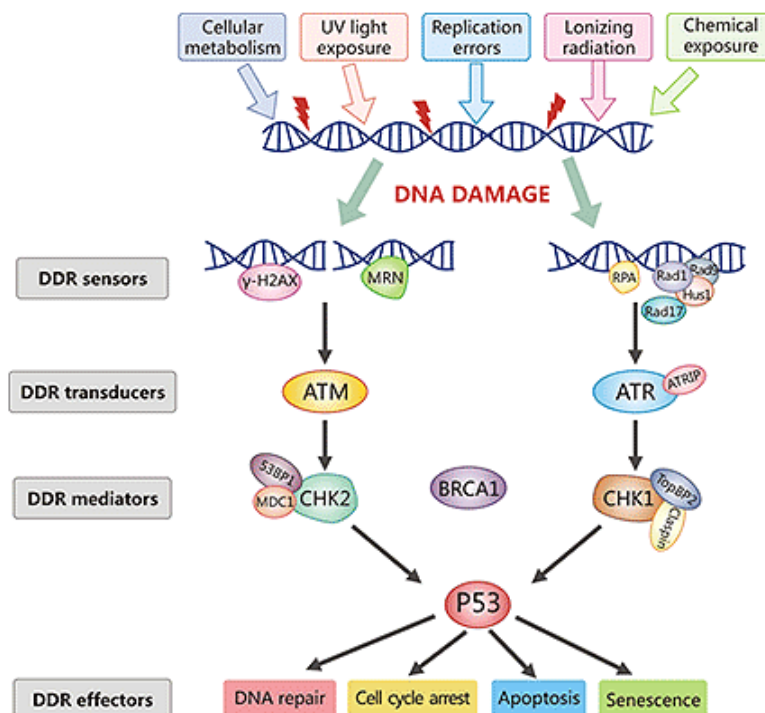 Cellular
metabolism
UV light
exposure
Replication
errors
Lonizing
radiation
Chemical
exposure
DNA DAMAGE
DDR sensors
γ-H2AX
MRN
RPA
Rad1
Rad9
Hus1
Rad17
DDR transducers
ATM
ATR
ATRIP
DDR mediators
53BP1
MDC1
CHK2
BRCA1
CHK1
TopBP2
Claspin
P53
DDR effectors
DNA repair
Cell cycle arrest
Apoptosis
Senescence